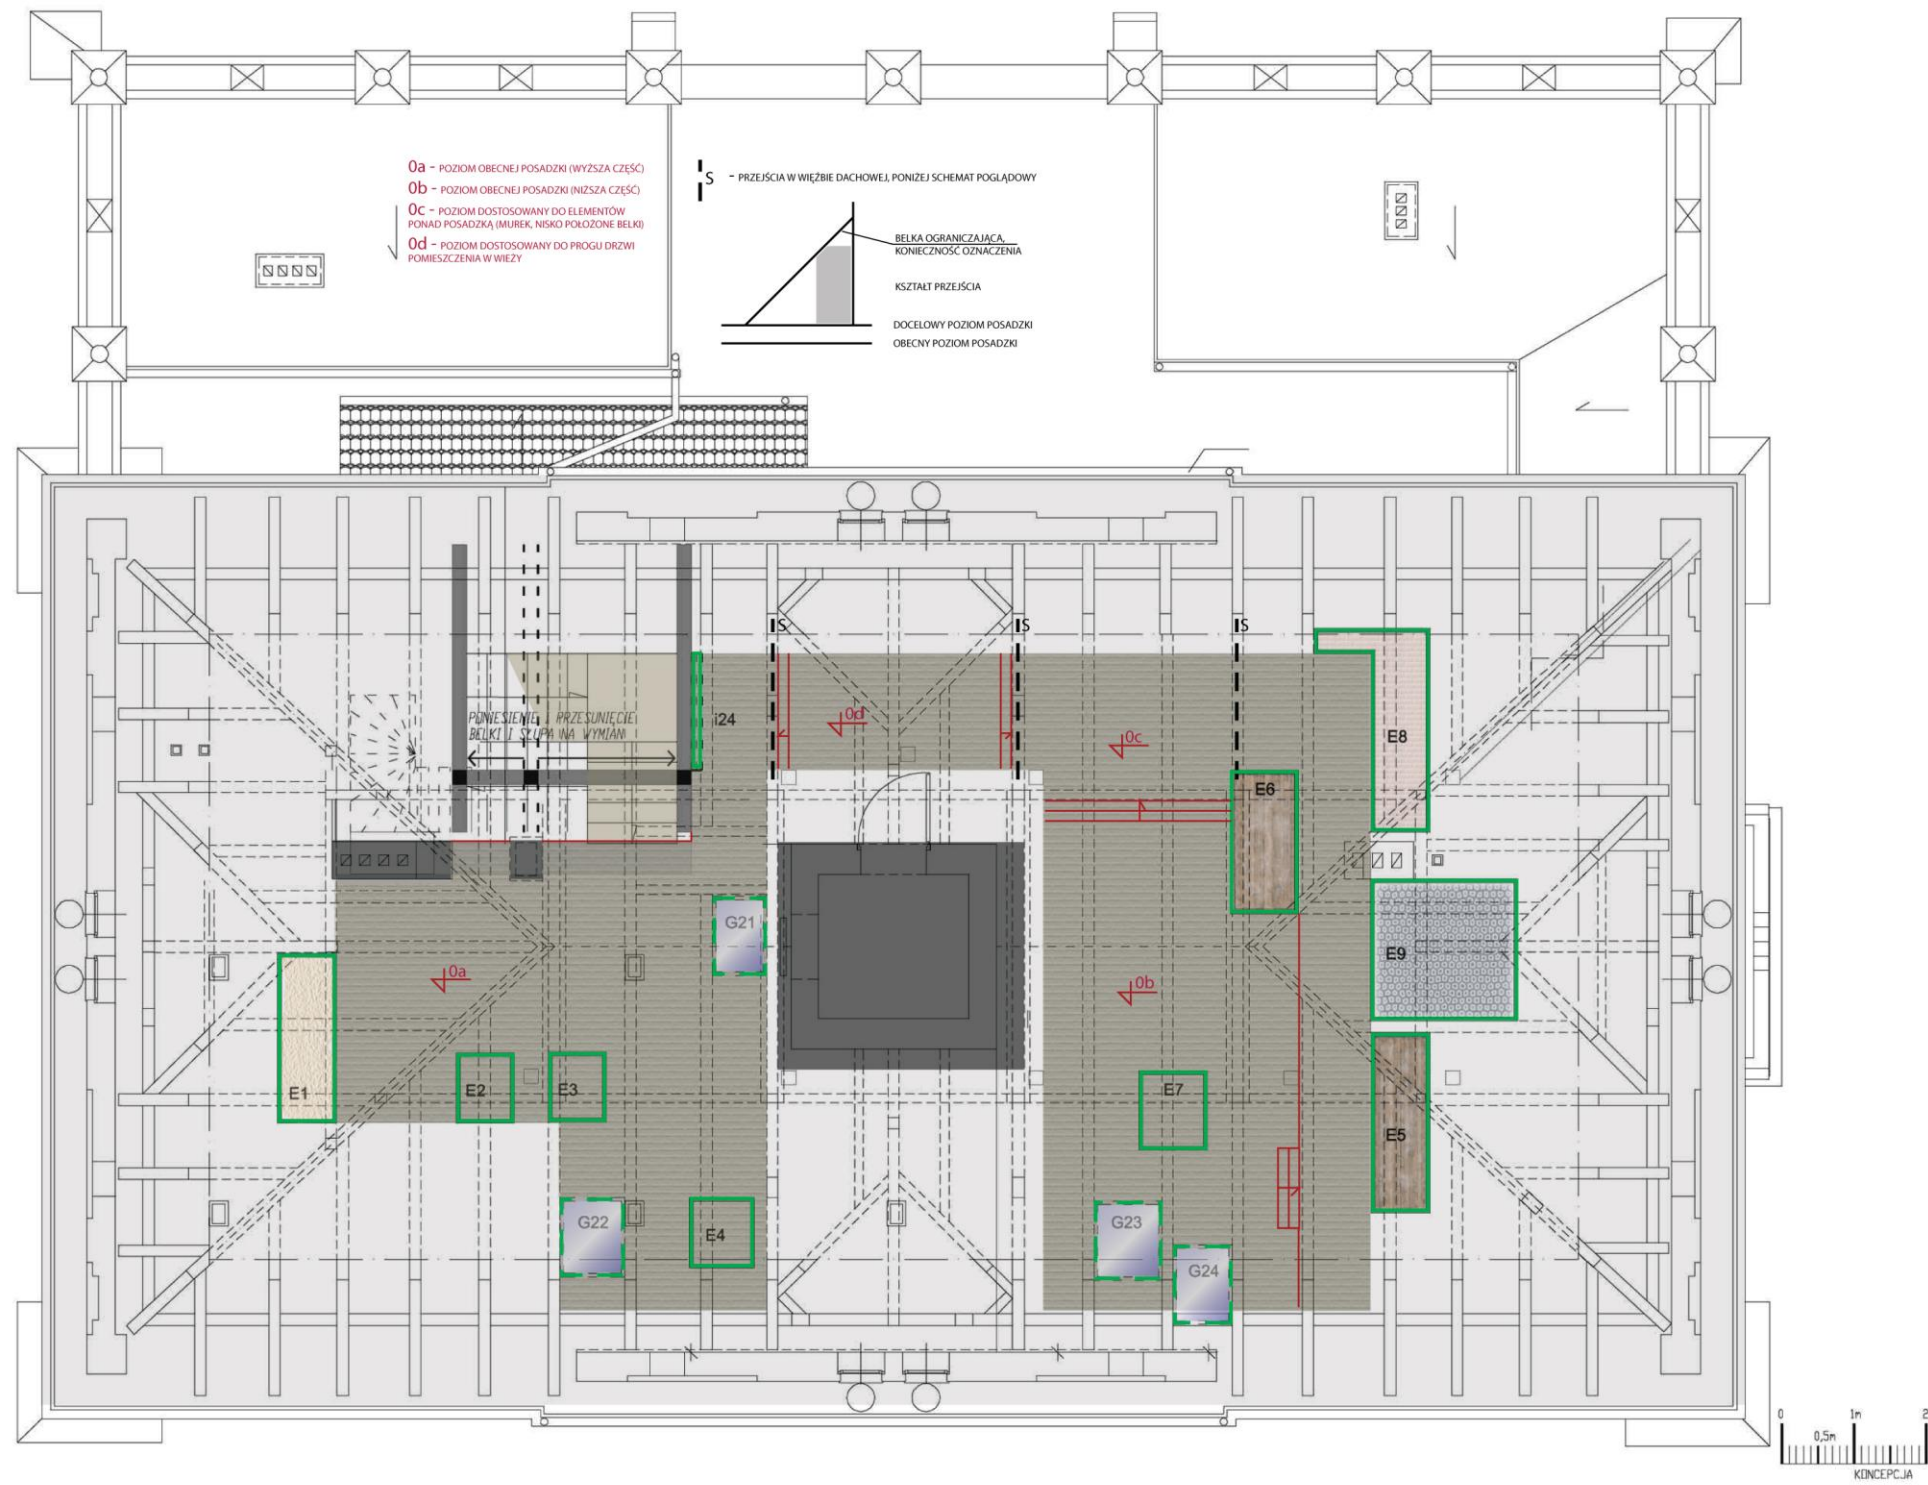 0a - POZIOM OBECNEJ POSADZKI (WYŻSZA CZĘŚĆ)
0b - POZIOM OBECNEJ POSADZKI (NIŻSZA CZĘŚĆ)
0c - POZIOM DOSTOSOWANY DO ELEMENTÓW
PONAD POSADZKĄ (MUREK, NISKO POŁOŻONE BELKI)
0d - POZIOM DOSTOSOWANY DO PROGU DRZWI
POMIESZCZENIA W WIEŻY
S - PRZEJŚCIA W WIĘŹBIE DACHOWEJ, PONIŻEJ SCHEMAT POGLĄDOWY
BELKA OGRANICZAJĄCA,
KONIECZNOŚĆ OZNACZENIA
KSZTAŁT PRZEJŚCIA
DOCELOWY POZIOM POSADZKI
OBECNY POZIOM POSADZKI
S
S
S
PONIESIENIE I PRZESUNIĘCIE
BELKI I SŁUPA NA WYMIAN
i24
0d
0c
E8
E6
G21
E9
0a
0b
E1
E2
E3
E7
E5
G22
E4
G23
G24
0
1m
2
0,5m
KONCEPCJA